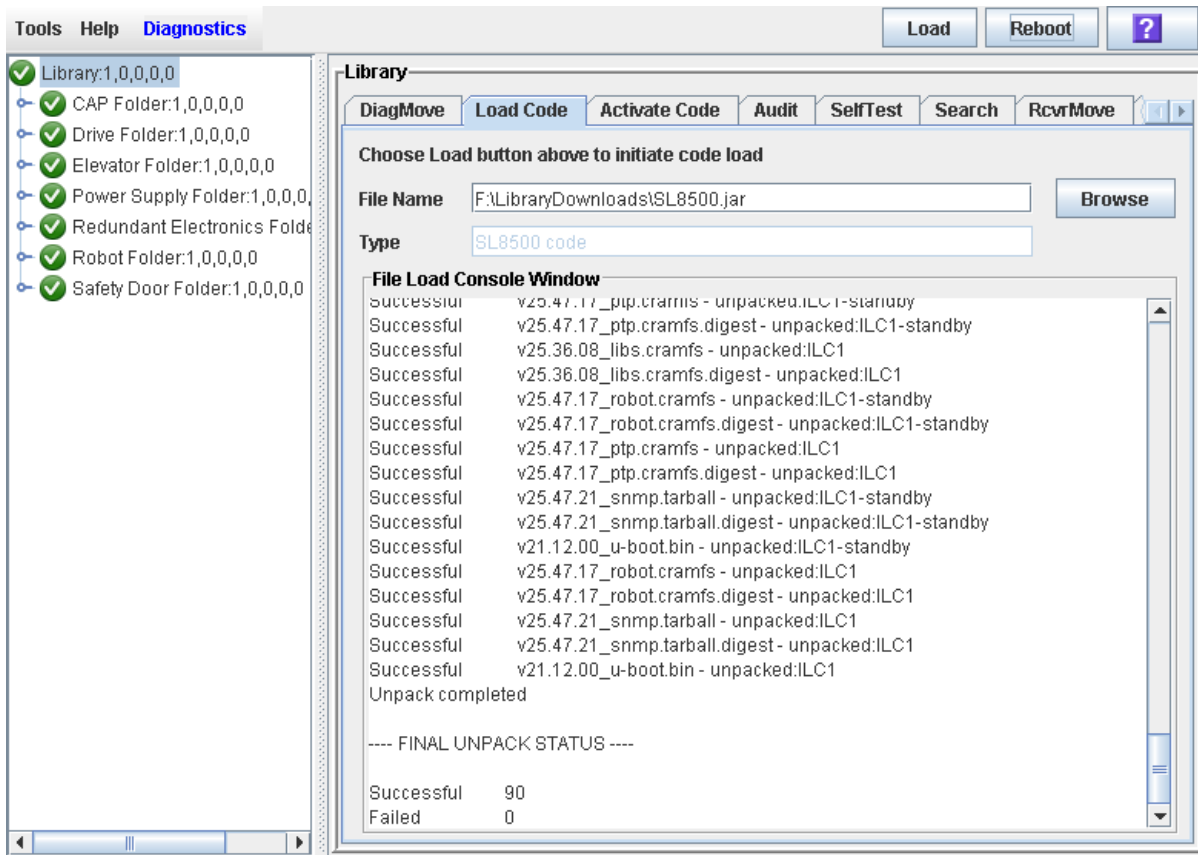 Tools Help Diagnostics
Load Reboot ?
Library:1,0,0,0,0
CAP Folder:1,0,0,0,0
Drive Folder:1,0,0,0,0
Elevator Folder:1,0,0,0,0
Power Supply Folder:1,0,0,0,
Redundant Electronics Folde
Robot Folder:1,0,0,0,0
Safety Door Folder:1,0,0,0,0
Library
DiagMove Load Code Activate Code Audit SelfTest Search RcvrMove
Choose Load button above to initiate code load
File Name F:\LibraryDownloads\SL8500.jar Browse
Type SL8500 code
File Load Console Window
Successful v25.47.17_ptp.cramfs - unpacked:ILC1-standby
Successful v25.47.17_ptp.cramfs.digest - unpacked:ILC1-standby
Successful v25.36.08_libs.cramfs - unpacked:ILC1
Successful v25.36.08_libs.cramfs.digest - unpacked:ILC1
Successful v25.47.17_robot.cramfs - unpacked:ILC1-standby
Successful v25.47.17_robot.cramfs.digest - unpacked:ILC1-standby
Successful v25.47.17_ptp.cramfs - unpacked:ILC1
Successful v25.47.17_ptp.cramfs.digest - unpacked:ILC1
Successful v25.47.21_snmp.tarball - unpacked:ILC1-standby
Successful v25.47.21_snmp.tarball.digest - unpacked:ILC1-standby
Successful v21.12.00_u-boot.bin - unpacked:ILC1-standby
Successful v25.47.17_robot.cramfs - unpacked:ILC1
Successful v25.47.17_robot.cramfs.digest - unpacked:ILC1
Successful v25.47.21_snmp.tarball - unpacked:ILC1
Successful v25.47.21_snmp.tarball.digest - unpacked:ILC1
Successful v21.12.00_u-boot.bin - unpacked:ILC1
Unpack completed
---- FINAL UNPACK STATUS ----
Successful 90
Failed 0